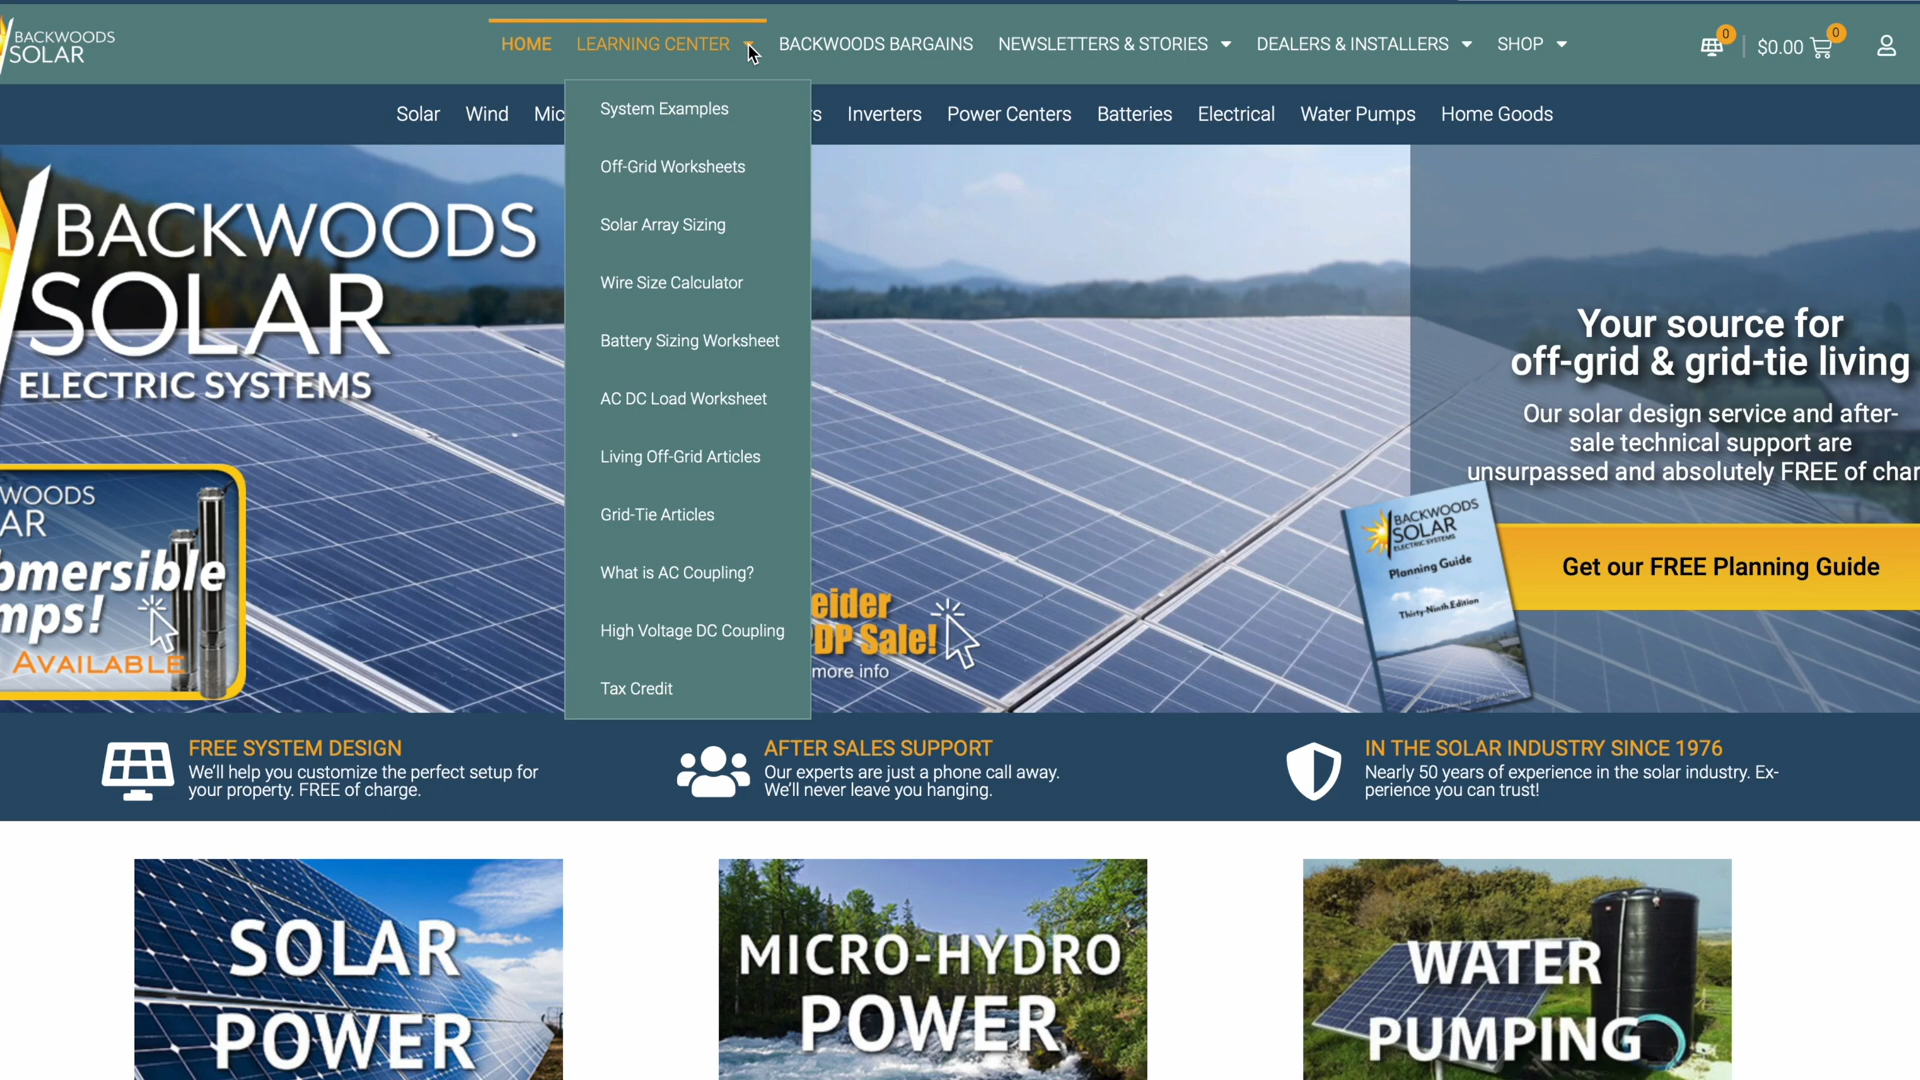 BACKWOODS
SOLAR
HOME
LEARNING CENTER
BACKWOODS BARGAINS
NEWSLETTERS & STORIES
DEALERS & INSTALLERS
SHOP
0
$0.00
0
Solar
Wind
Inverters
Power Centers
Batteries
Electrical
Water Pumps
Home Goods
System Examples
Off-Grid Worksheets
Solar Array Sizing
Wire Size Calculator
Battery Sizing Worksheet
AC DC Load Worksheet
Living Off-Grid Articles
Grid-Tie Articles
What is AC Coupling?
High Voltage DC Coupling
Tax Credit
BACKWOODS
SOLAR
ELECTRIC SYSTEMS
WOODS
AR
bmersible
mps!
AVAILABLE
eider
DP Sale!
more info
Your source for
off-grid & grid-tie living
Our solar design service and after-
sale technical support are
unsurpassed and absolutely FREE of char
BACKWOODS
SOLAR
ELECTRIC SYSTEMS
Planning Guide
Thirty-Ninth Edition
Get our FREE Planning Guide
FREE SYSTEM DESIGN
We'll help you customize the perfect setup for
your property. FREE of charge.
AFTER SALES SUPPORT
Our experts are just a phone call away.
We'll never leave you hanging.
IN THE SOLAR INDUSTRY SINCE 1976
Nearly 50 years of experience in the solar industry. Ex-
perience you can trust!
SOLAR
POWER
MICRO-HYDRO
POWER
WATER
PUMPING